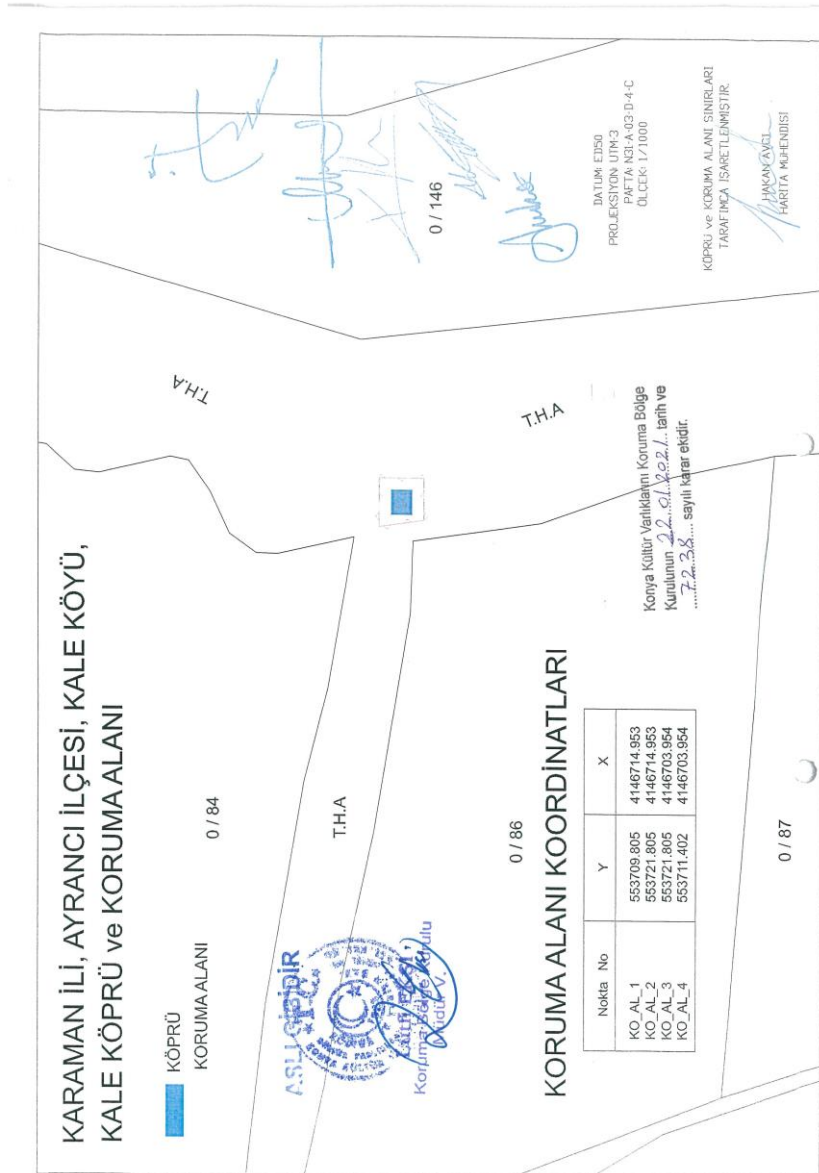 KARAMAN İLİ, AYRANCI İLÇESİ, KALE KÖYÜ,
KALE KÖPRÜ ve KORUMA ALANI
KÖPRÜ
KORUMA ALANI
0 / 84
T.H.A
T.H.A
T.H.A
0 / 146
0 / 86
0 / 87
ASLI GİBİDİR
Koruma Bölge Kurulu
Müdür V.
KORUMA ALANI KOORDİNATLARI
Nokta No Y X
KO_AL_1 553709.805 4146714.953
KO_AL_2 553721.805 4146714.953
KO_AL_3 553721.805 4146703.954
KO_AL_4 553711.402 4146703.954
Konya Kültür Varlıklarını Koruma Bölge
Kurulunun 22.01.2021 tarih ve
7238 sayılı karar ekidir.
DATUM: ED50
PROJEKSİYON: UTM-3
PAFTA: N31-A-03-D-4-C
ÖLÇEK: 1/1000
KÖPRÜ ve KORUMA ALANI SINIRLARI
TARAFIMCA İŞARETLENMİŞTİR.
HAKAN AVCI
HARİTA MÜHENDİSİ